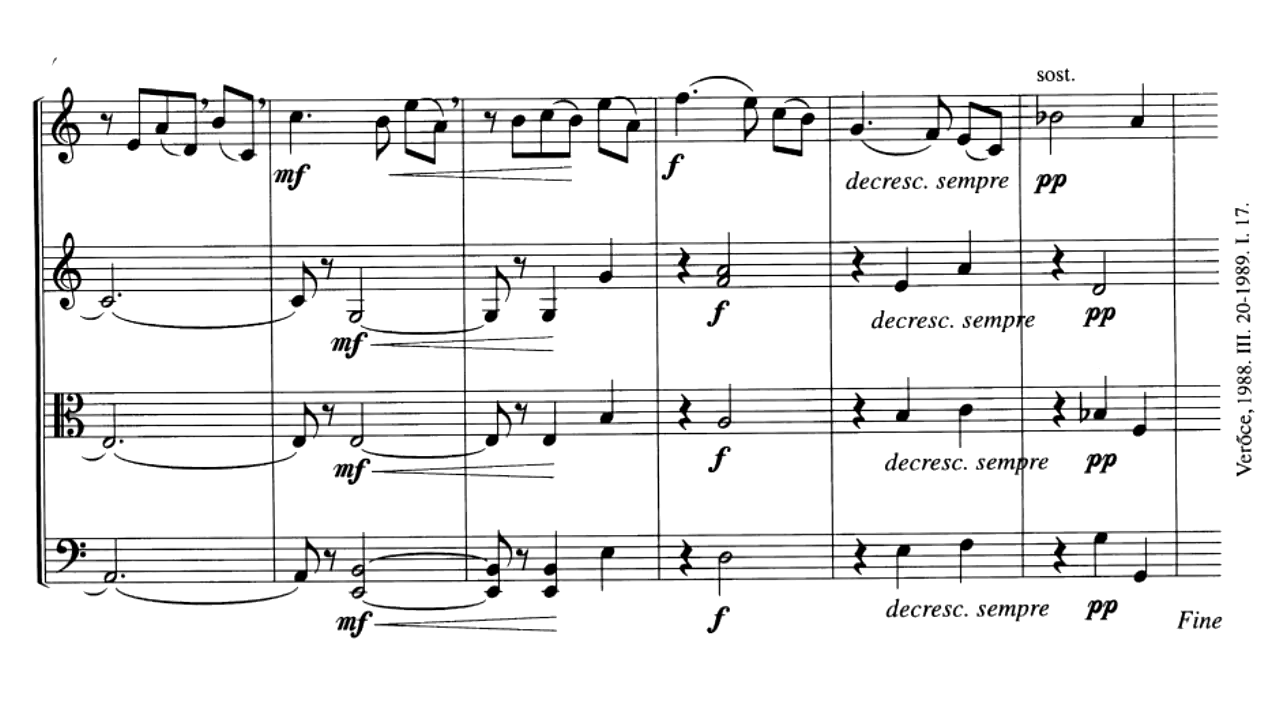 sost.
mf
f
decresc. sempre
pp
mf
f
decresc. sempre
pp
mf
f
decresc. sempre
pp
mf
f
decresc. sempre
pp
Fine
Verőce, 1988. III. 20-1989. I. 17.